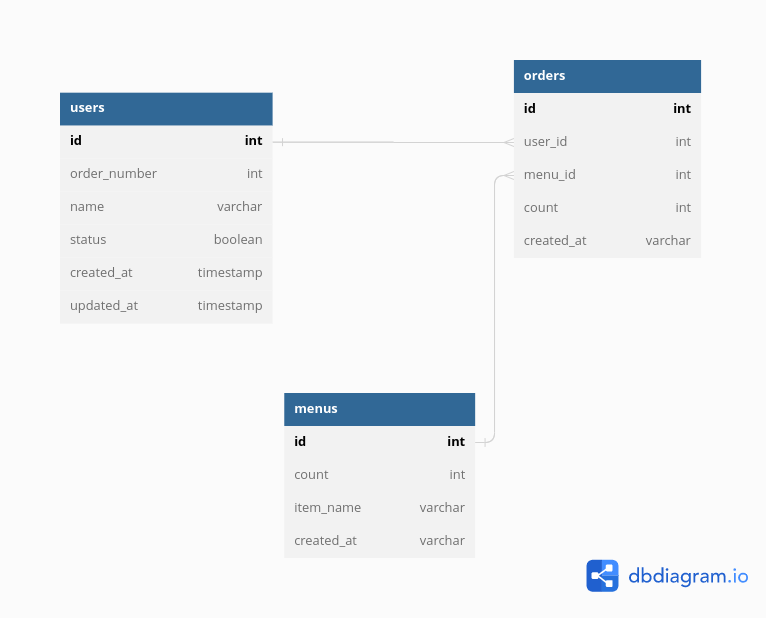 users
id int
order_number int
name varchar
status boolean
created_at timestamp
updated_at timestamp
orders
id int
user_id int
menu_id int
count int
created_at varchar
menus
id int
count int
item_name varchar
created_at varchar
dbdiagram.io